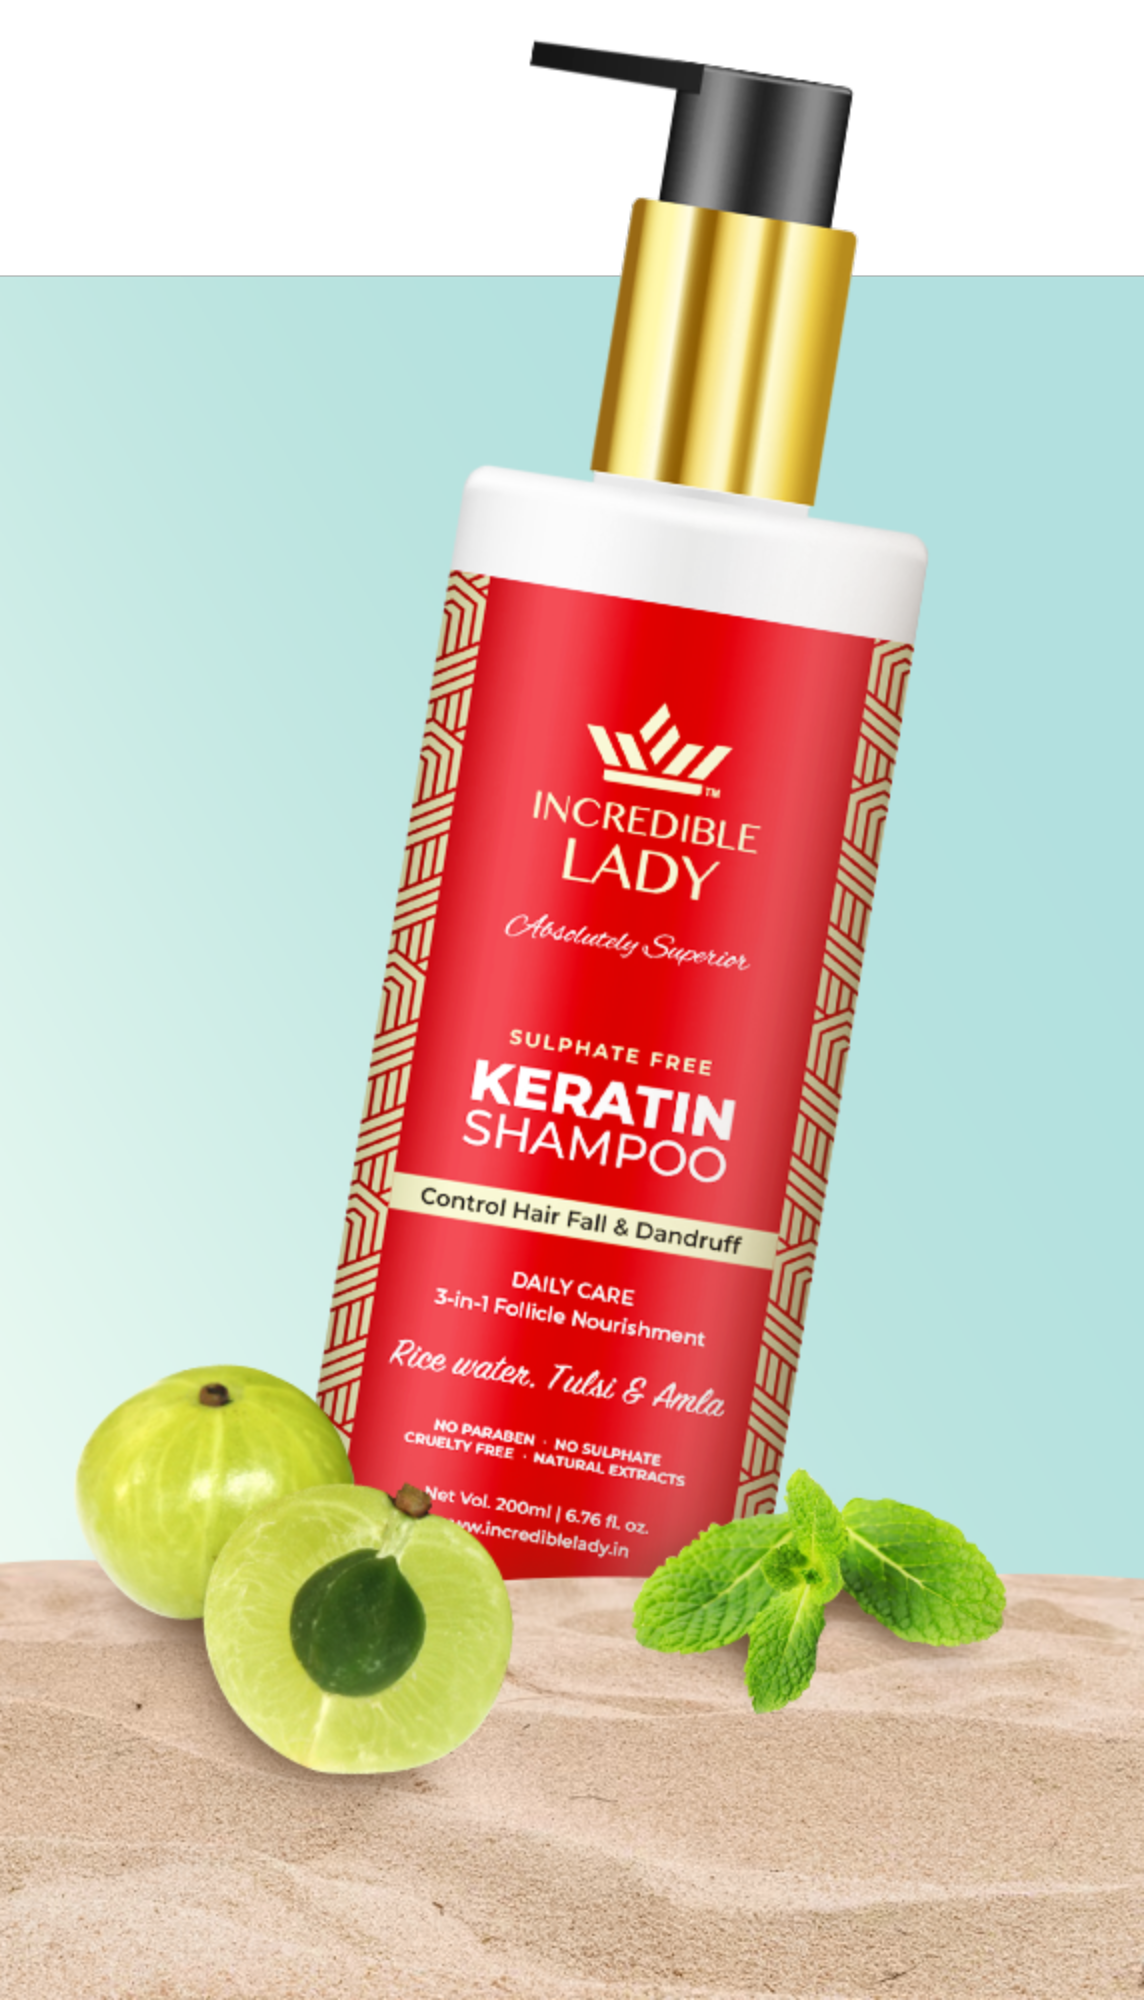 TM
INCREDIBLE
LADY
Absolutely Superior
SULPHATE FREE
KERATIN
SHAMPOO
Control Hair Fall & Dandruff
DAILY CARE
3-in-1 Follicle Nourishment
Rice water, Tulsi & Amla
NO PARABEN · NO SULPHATE
CRUELTY FREE · NATURAL EXTRACTS
Net Vol. 200ml | 6.76 fl. oz.
ww.incrediblelady.in